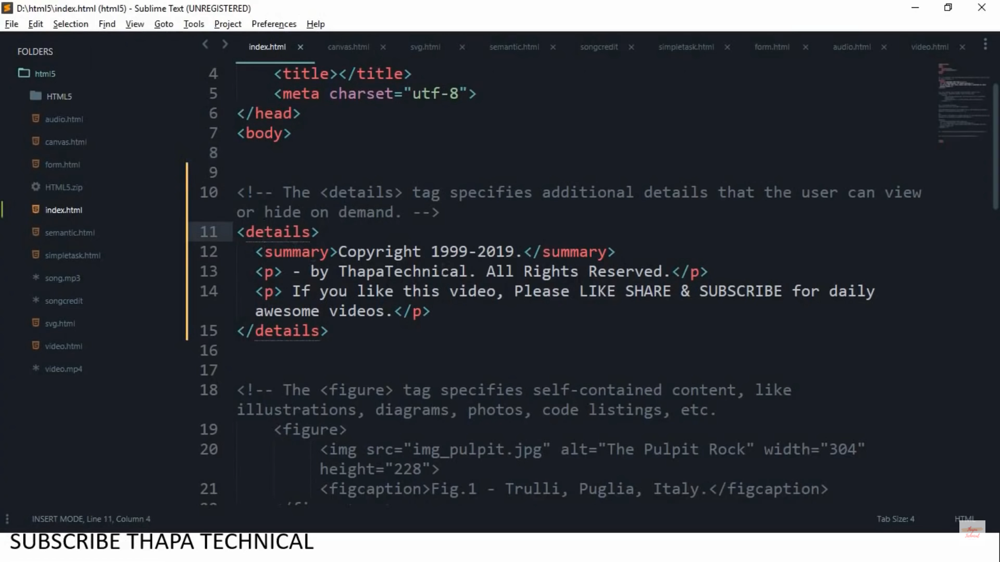 D:\html5\index.html (html5) - Sublime Text (UNREGISTERED)
File Edit Selection Find View Goto Tools Project Preferences Help
FOLDERS
html5
HTML5
audio.html
canvas.html
form.html
HTML5.zip
index.html
semantic.html
simpletask.html
song.mp3
songcredit
svg.html
video.html
video.mp4
index.html canvas.html svg.html semantic.html songcredit simpletask.html form.html audio.html video.html
4 <title></title>
5 <meta charset="utf-8">
6 </head>
7 <body>
8
9
10 <!-- The <details> tag specifies additional details that the user can view
or hide on demand. -->
11 <details>
12 <summary>Copyright 1999-2019.</summary>
13 <p> - by ThapaTechnical. All Rights Reserved.</p>
14 <p> If you like this video, Please LIKE SHARE & SUBSCRIBE for daily
awesome videos.</p>
15 </details>
16
17
18 <!-- The <figure> tag specifies self-contained content, like
illustrations, diagrams, photos, code listings, etc.
19 <figure>
20 <img src="img_pulpit.jpg" alt="The Pulpit Rock" width="304"
height="228">
21 <figcaption>Fig.1 - Trulli, Puglia, Italy.</figcaption>
INSERT MODE, Line 11, Column 4
Tab Size: 4
HTML
Thapa
Technical
SUBSCRIBE THAPA TECHNICAL